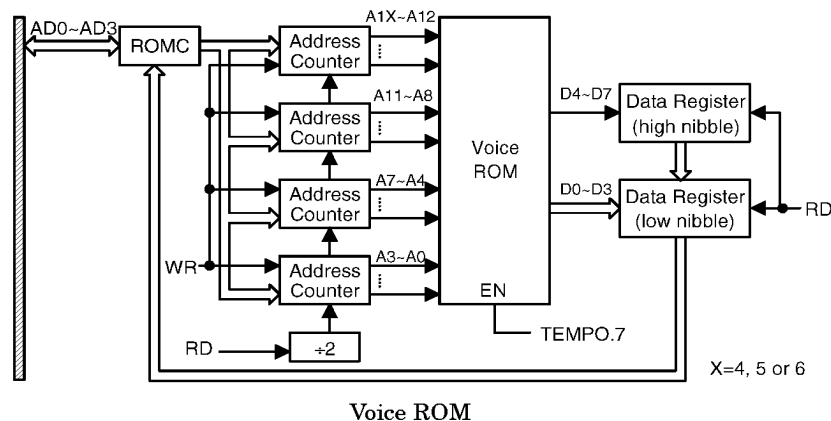 AD0~AD3
ROMC
Address
Counter
A1X~A12
Address
Counter
A11~A8
Address
Counter
A7~A4
Address
Counter
A3~A0
WR
RD
÷2
Voice
ROM
EN
TEMPO.7
D4~D7
D0~D3
Data Register
(high nibble)
Data Register
(low nibble)
RD
X=4, 5 or 6
Voice ROM